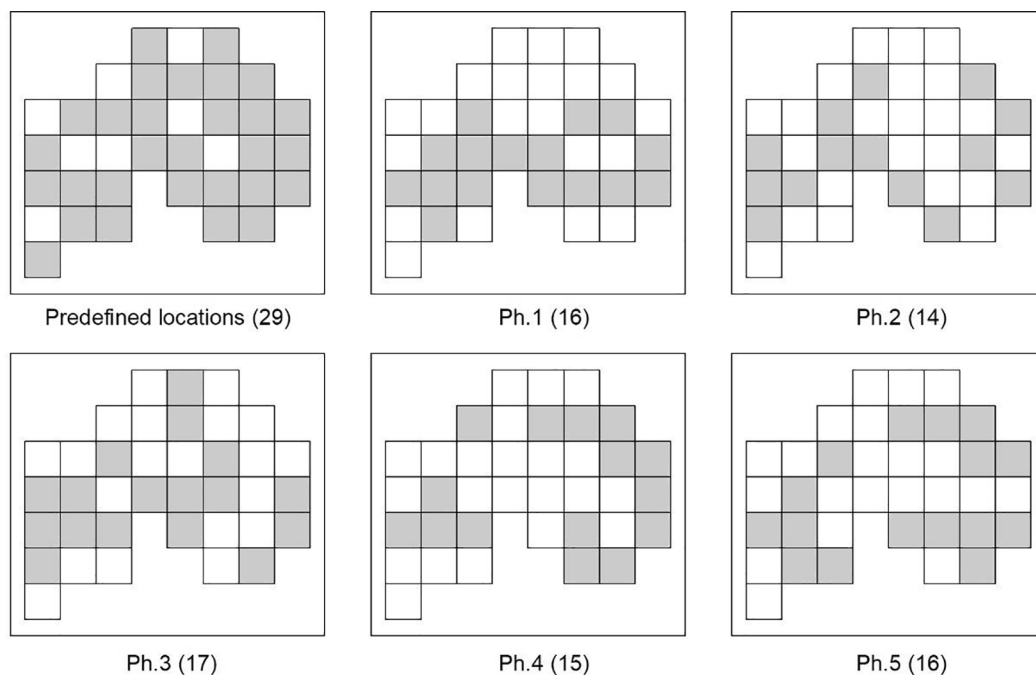 Predefined locations (29)
Ph.1 (16)
Ph.2 (14)
Ph.3 (17)
Ph.4 (15)
Ph.5 (16)